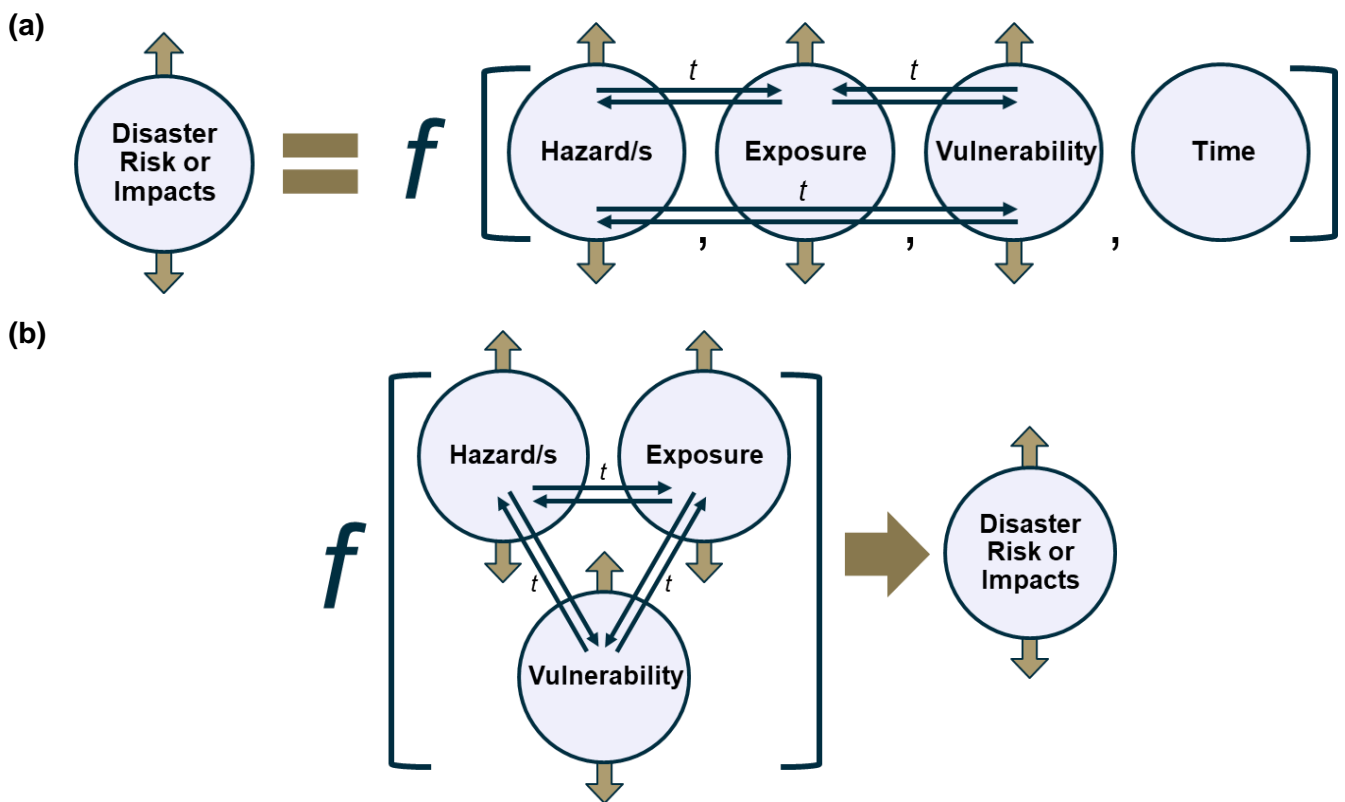 (a)
Disaster
Risk or
Impacts
=
f
[
Hazard/s
t
,
Exposure
t
,
Vulnerability
t
,
Time
]
(b)
f
[
Hazard/s
t
Exposure
t
t
Vulnerability
]
Disaster
Risk or
Impacts